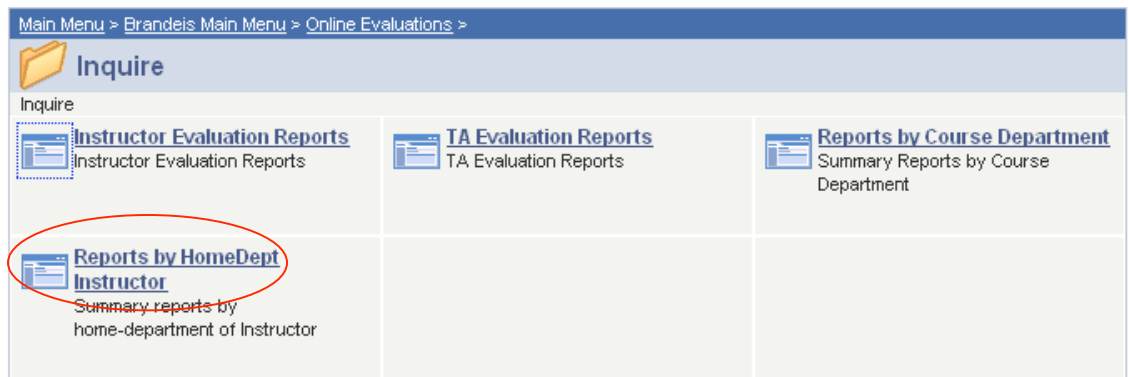 Main Menu > Brandeis Main Menu > Online Evaluations >
Inquire
Inquire
Instructor Evaluation Reports
Instructor Evaluation Reports
TA Evaluation Reports
TA Evaluation Reports
Reports by Course Department
Summary Reports by Course
Department
Reports by HomeDept
Instructor
Summary reports by
home-department of Instructor